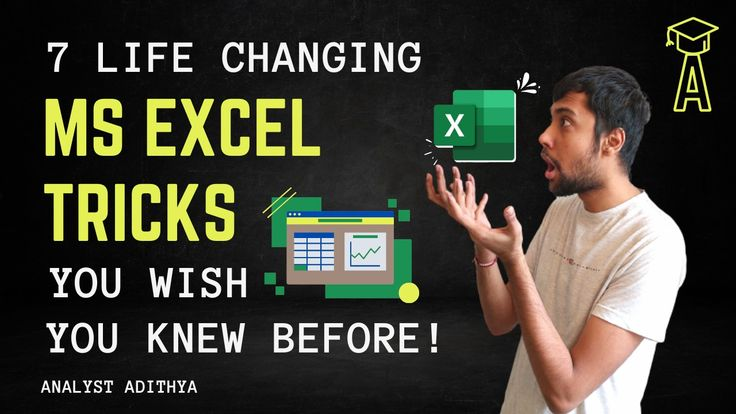 7 LIFE CHANGING
MS EXCEL
TRICKS
YOU WISH
YOU KNEW BEFORE!
ANALYST ADITHYA
X
A